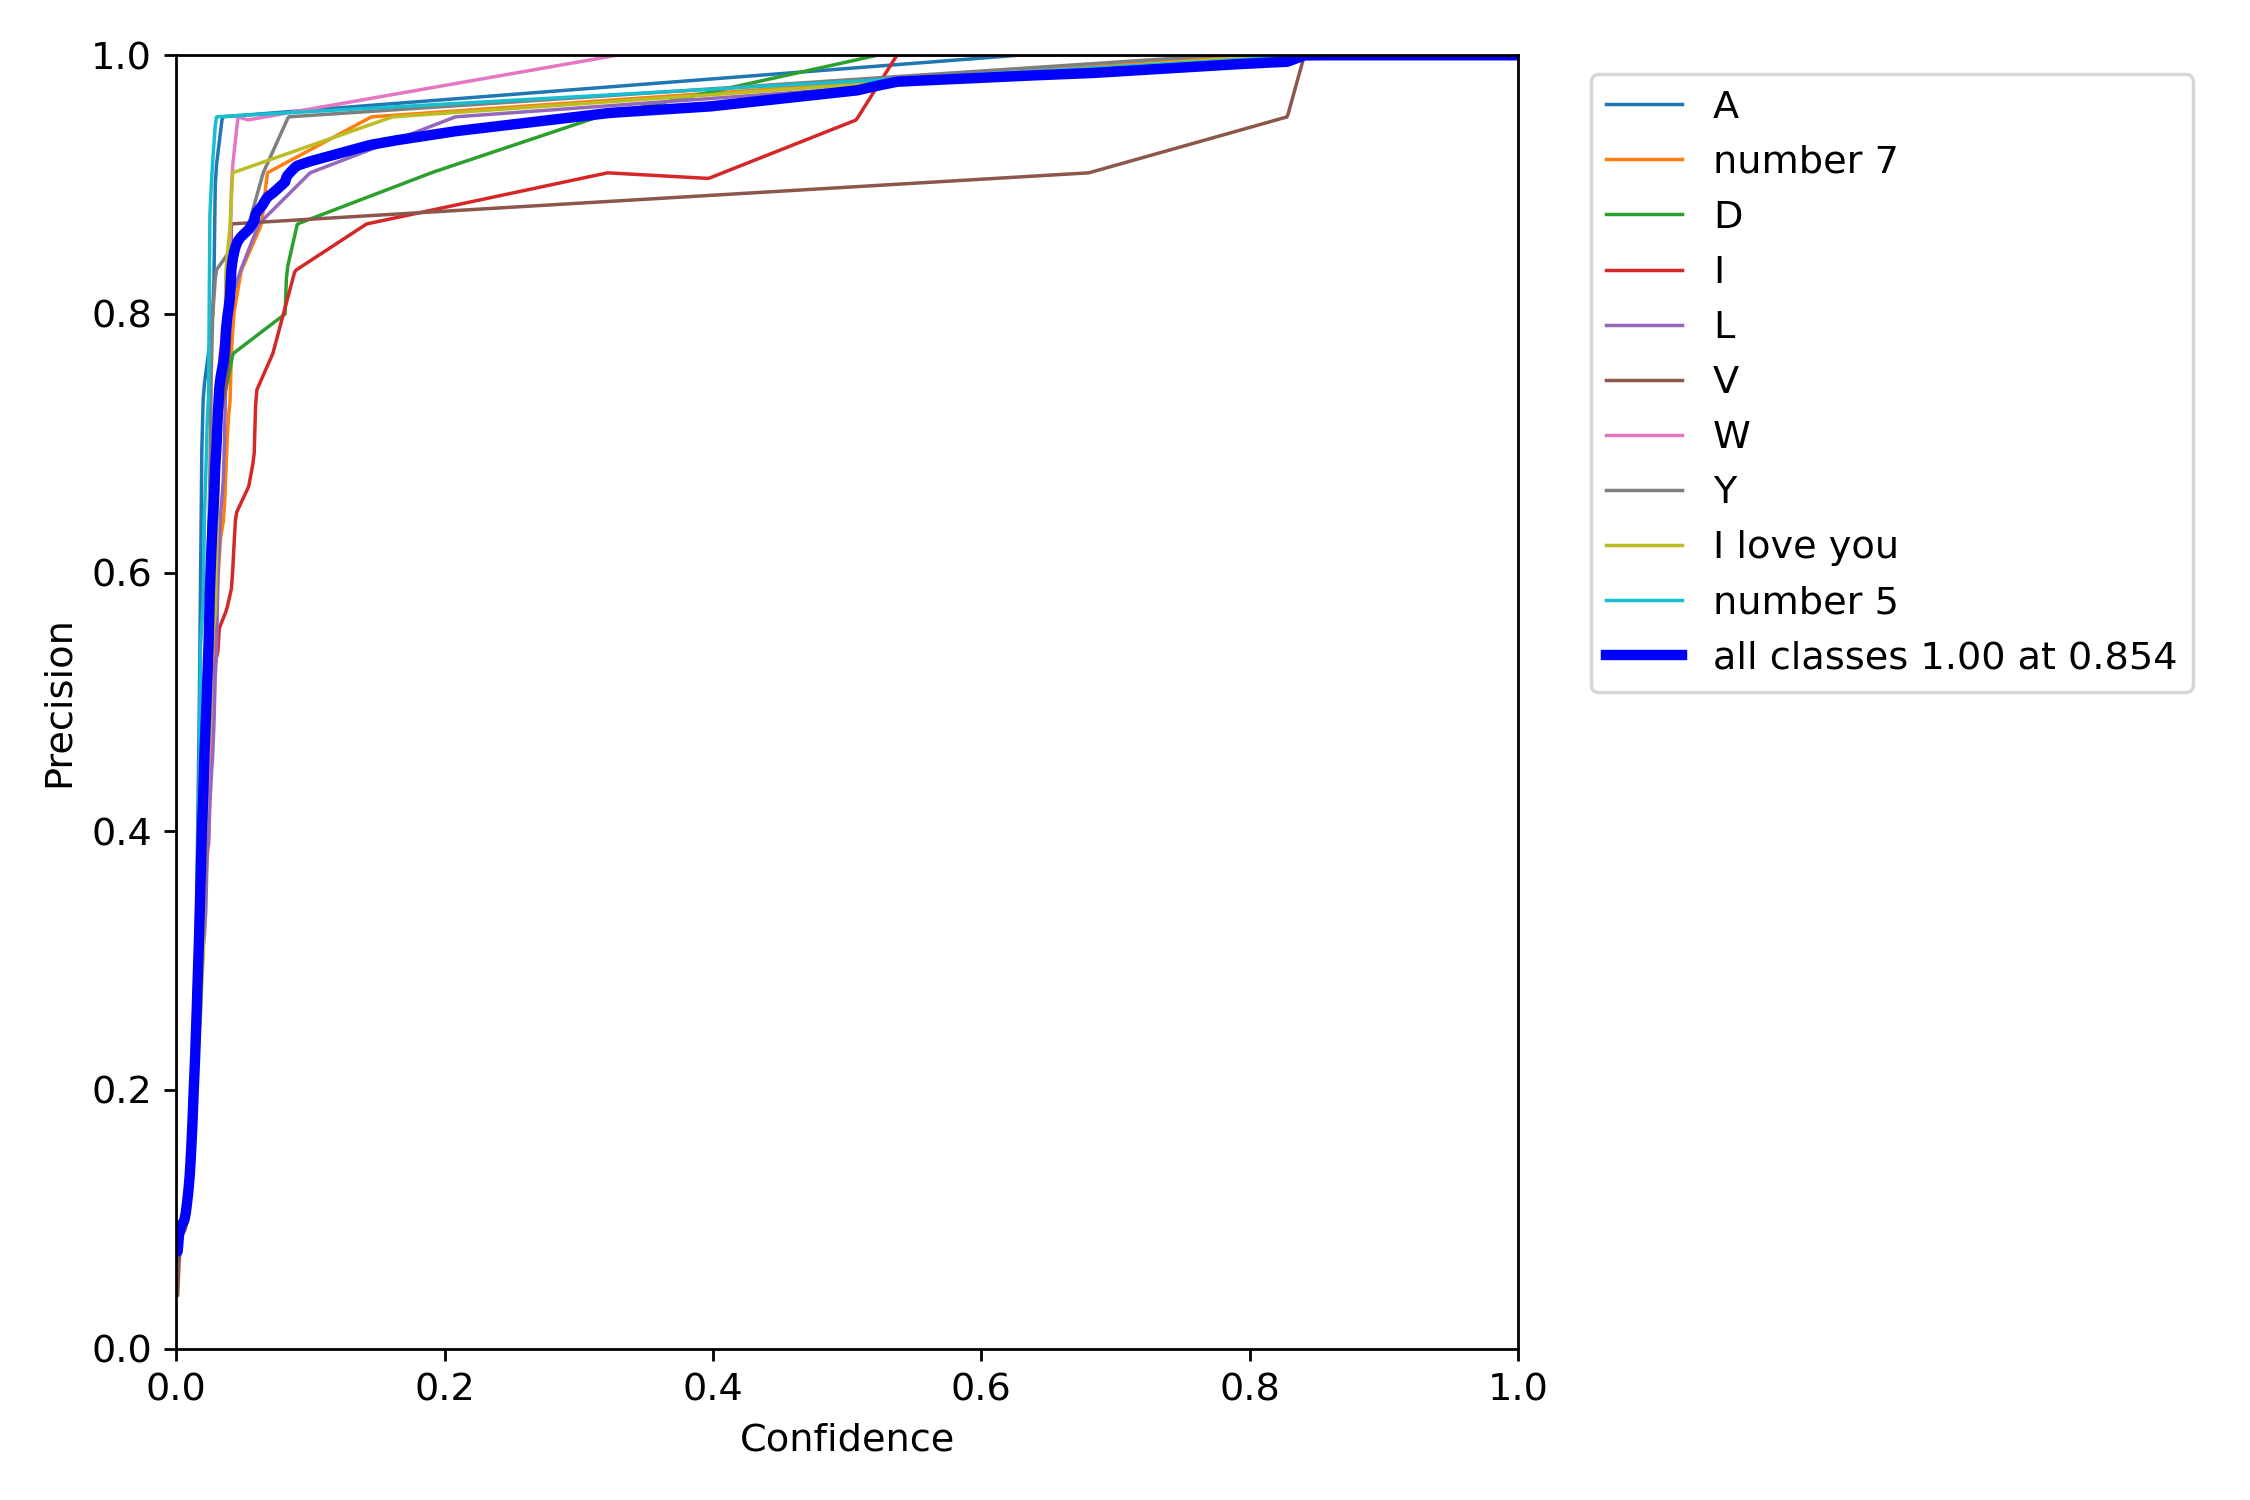 1.0
0.8
0.6
0.4
0.2
0.0
Precision
0.0 0.2 0.4 0.6 0.8 1.0
Confidence
A
number 7
D
I
L
V
W
Y
I love you
number 5
all classes 1.00 at 0.854